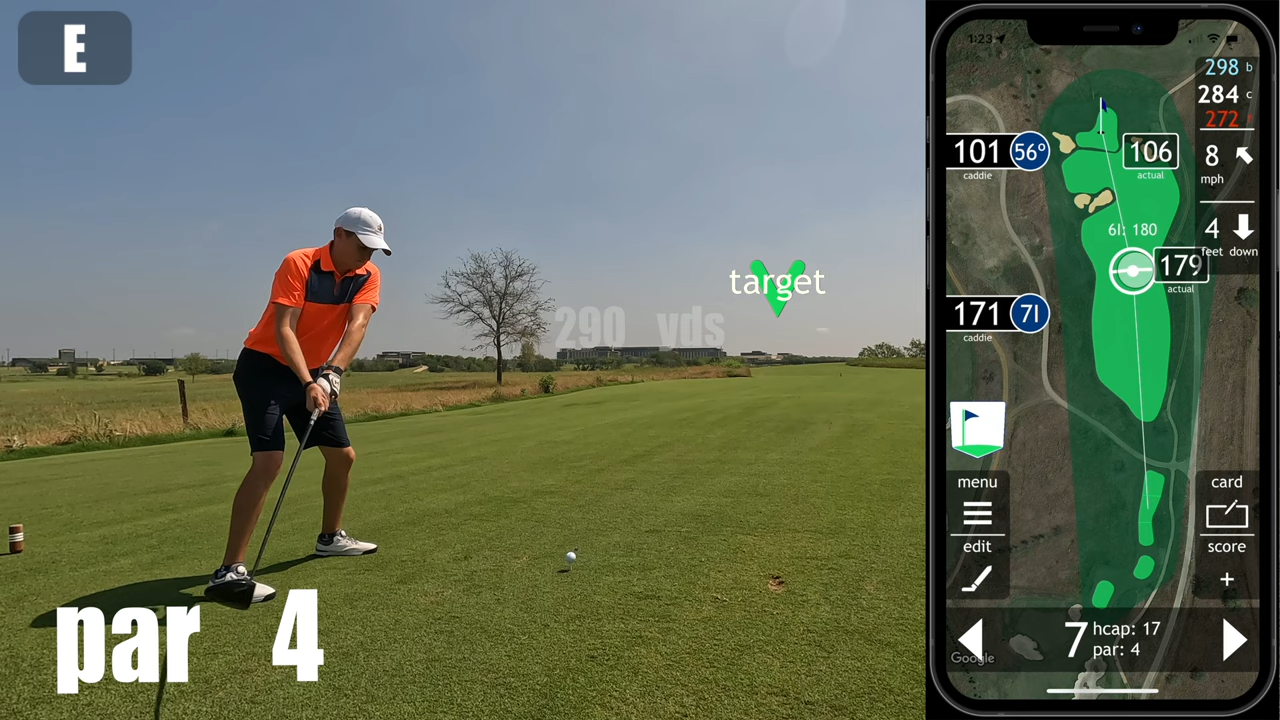 E
target
290 yds
par 4
1:23
298 b
284 c
272
101 56°
caddie
106
actual
8
mph
6I: 180
4
feet down
179
actual
171 7I
caddie
menu
card
edit
score
+
7 hcap: 17
par: 4
Google